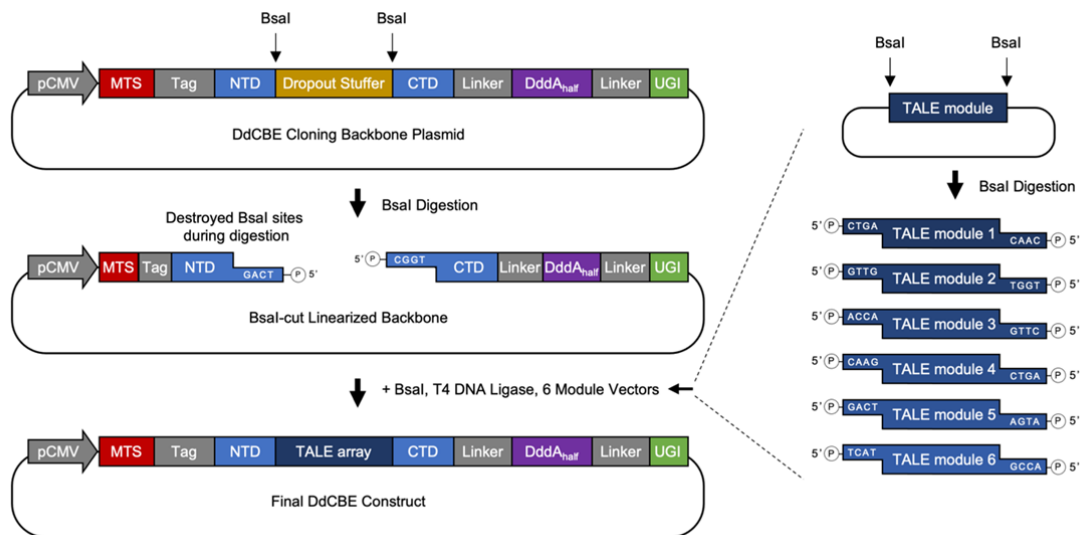 BsaI BsaI
pCMV MTS Tag NTD Dropout Stuffer CTD Linker DddAhalf Linker UGI
DdCBE Cloning Backbone Plasmid
BsaI Digestion
Destroyed BsaI sites
during digestion
pCMV MTS Tag NTD GACT P 5' 5' P CGGT CTD Linker DddAhalf Linker UGI
BsaI-cut Linearized Backbone
+ BsaI, T4 DNA Ligase, 6 Module Vectors
pCMV MTS Tag NTD TALE array CTD Linker DddAhalf Linker UGI
Final DdCBE Construct
BsaI BsaI
TALE module
BsaI Digestion
5' P CTGA TALE module 1 CAAC P 5'
5' P GTTG TALE module 2 TGGT P 5'
5' P ACCA TALE module 3 GTTC P 5'
5' P CAAG TALE module 4 CTGA P 5'
5' P GACT TALE module 5 AGTA P 5'
5' P TCAT TALE module 6 GCCA P 5'